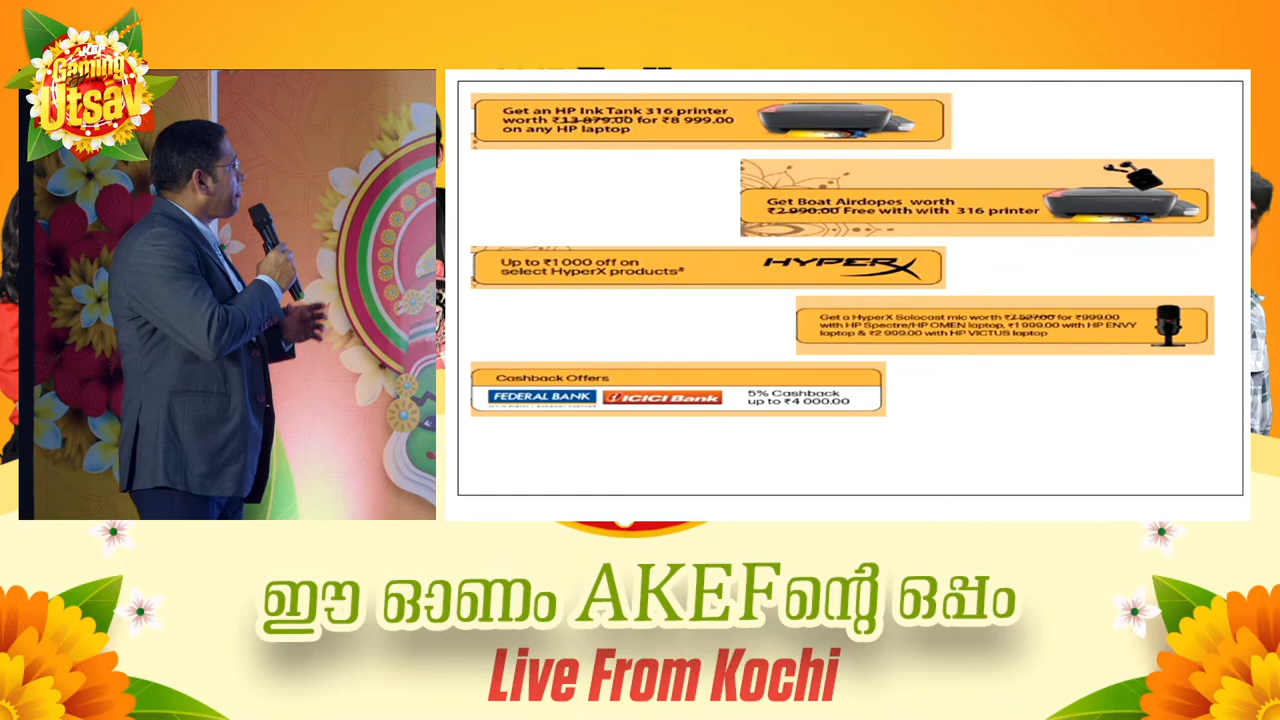 AKEF
Gaming
Utsav
Get an HP Ink Tank 316 printer
worth ₹13 879.00 for ₹8 999.00
on any HP laptop
Get Boat Airdopes worth
₹2 990.00 Free with with 316 printer
Up to ₹1 000 off on
select HyperX products#
HYPERX
Get a HyperX Solocast mic worth ₹7 527.00 for ₹999.00
with HP Spectre/HP OMEN laptop, ₹1 999.00 with HP ENVY
laptop & ₹2 999.00 with HP VICTUS laptop
Cashback Offers
FEDERAL BANK
ICICI Bank
5% Cashback
up to ₹4 000.00
ഈ ഓണം AKEFന്റെ ഒപ്പം
Live From Kochi